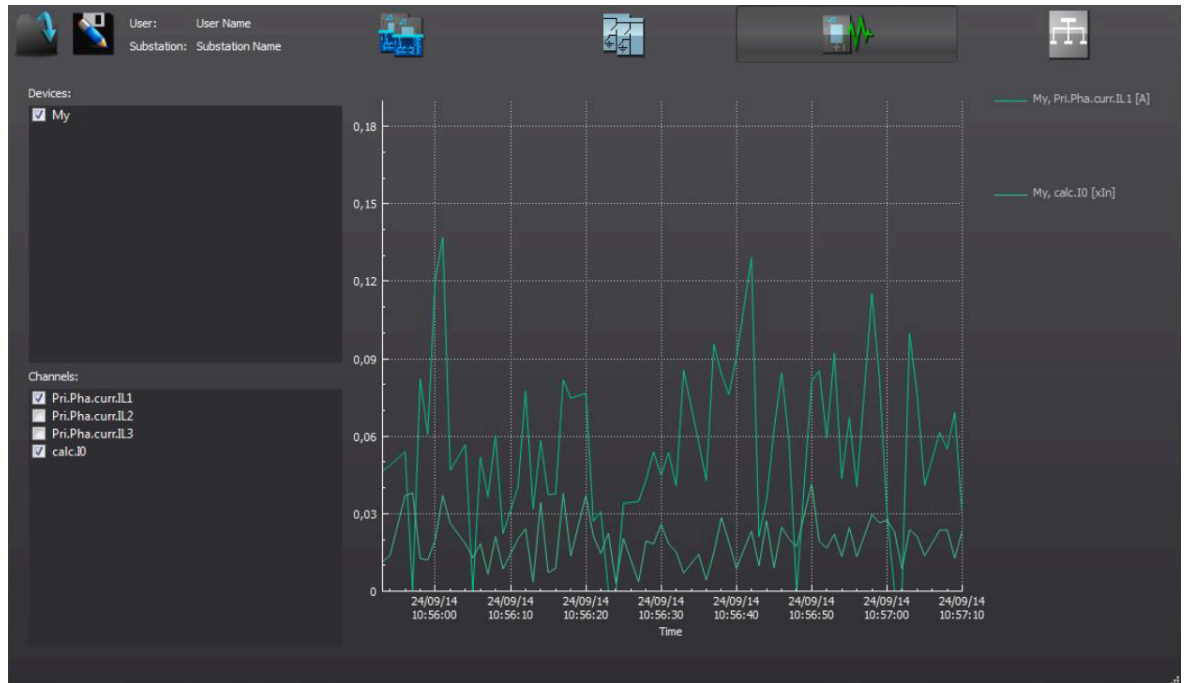 User: User Name
Substation: Substation Name
Devices:
My
Channels:
Pri.Pha.curr.IL1
Pri.Pha.curr.IL2
Pri.Pha.curr.IL3
calc.I0
0,18
0,15
0,12
0,09
0,06
0,03
0
24/09/14 24/09/14 24/09/14 24/09/14 24/09/14 24/09/14 24/09/14 24/09/14
10:56:00 10:56:10 10:56:20 10:56:30 10:56:40 10:56:50 10:57:00 10:57:10
Time
My, Pri.Pha.curr.IL1 [A]
My, calc.I0 [xIn]